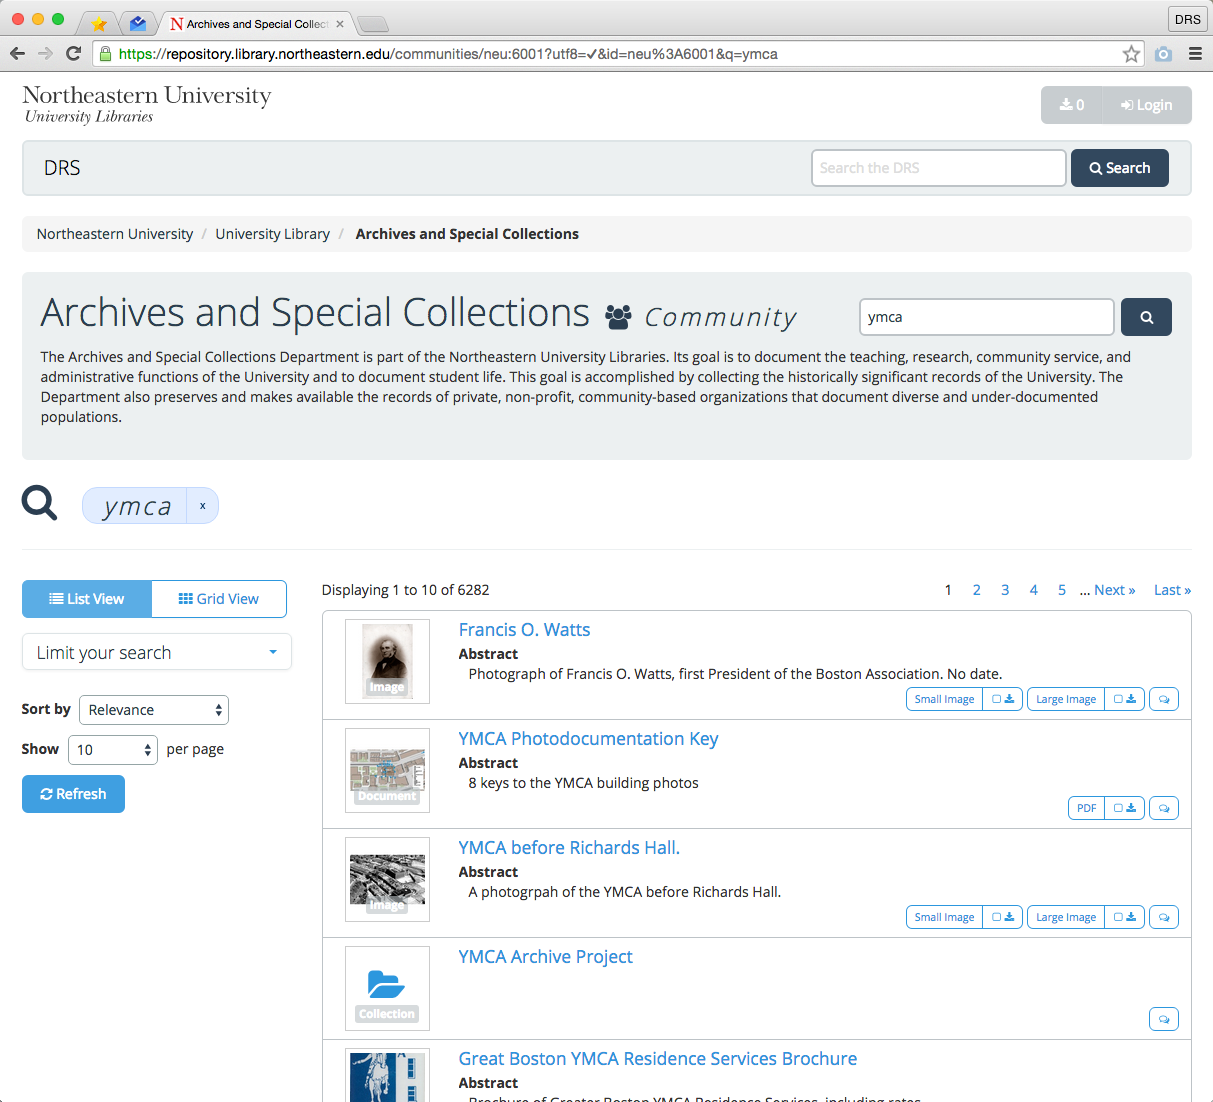 Archives and Special Collect
DRS
https://repository.library.northeastern.edu/communities/neu:6001?utf8=✔&id=neu%3A6001&q=ymca
Northeastern University
University Libraries
0
Login
DRS
Search the DRS
Search
Northeastern University / University Library / Archives and Special Collections
Archives and Special Collections Community
ymca
The Archives and Special Collections Department is part of the Northeastern University Libraries. Its goal is to document the teaching, research, community service, and
administrative functions of the University and to document student life. This goal is accomplished by collecting the historically significant records of the University. The
Department also preserves and makes available the records of private, non-profit, community-based organizations that document diverse and under-documented
populations.
ymca x
List View
Grid View
Limit your search
Sort by Relevance
Show 10 per page
Refresh
Displaying 1 to 10 of 6282
1 2 3 4 5 ... Next » Last »
Image
Francis O. Watts
Abstract
Photograph of Francis O. Watts, first President of the Boston Association. No date.
Small Image
Large Image
Document
YMCA Photodocumentation Key
Abstract
8 keys to the YMCA building photos
PDF
Image
YMCA before Richards Hall.
Abstract
A photogrpah of the YMCA before Richards Hall.
Small Image
Large Image
Collection
YMCA Archive Project
Great Boston YMCA Residence Services Brochure
Abstract
Brochure of Greater Boston YMCA Residence Services, including rates